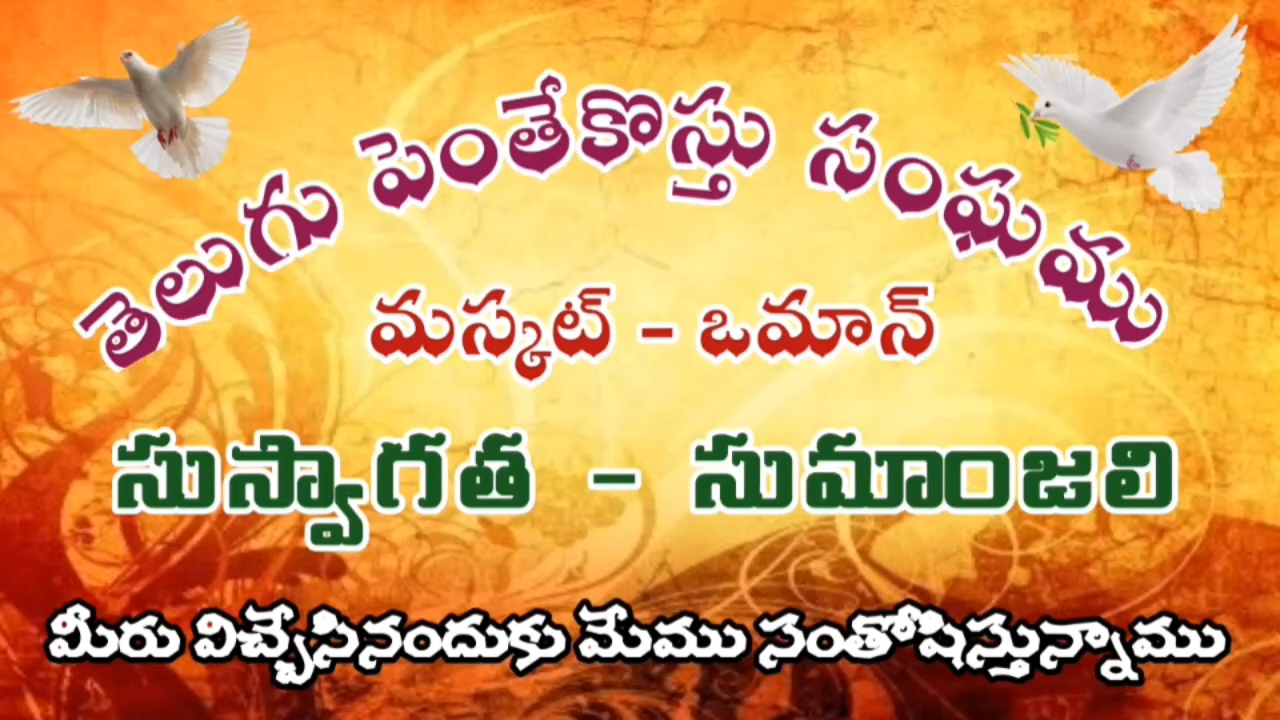 తెలుగు పెంతేకొస్తు సంఘము
మస్కట్ - ఒమాన్
సుస్వాగత - సుమాంజలి
మీరు విచ్చేసినందుకు మేము సంతోషిస్తున్నాము